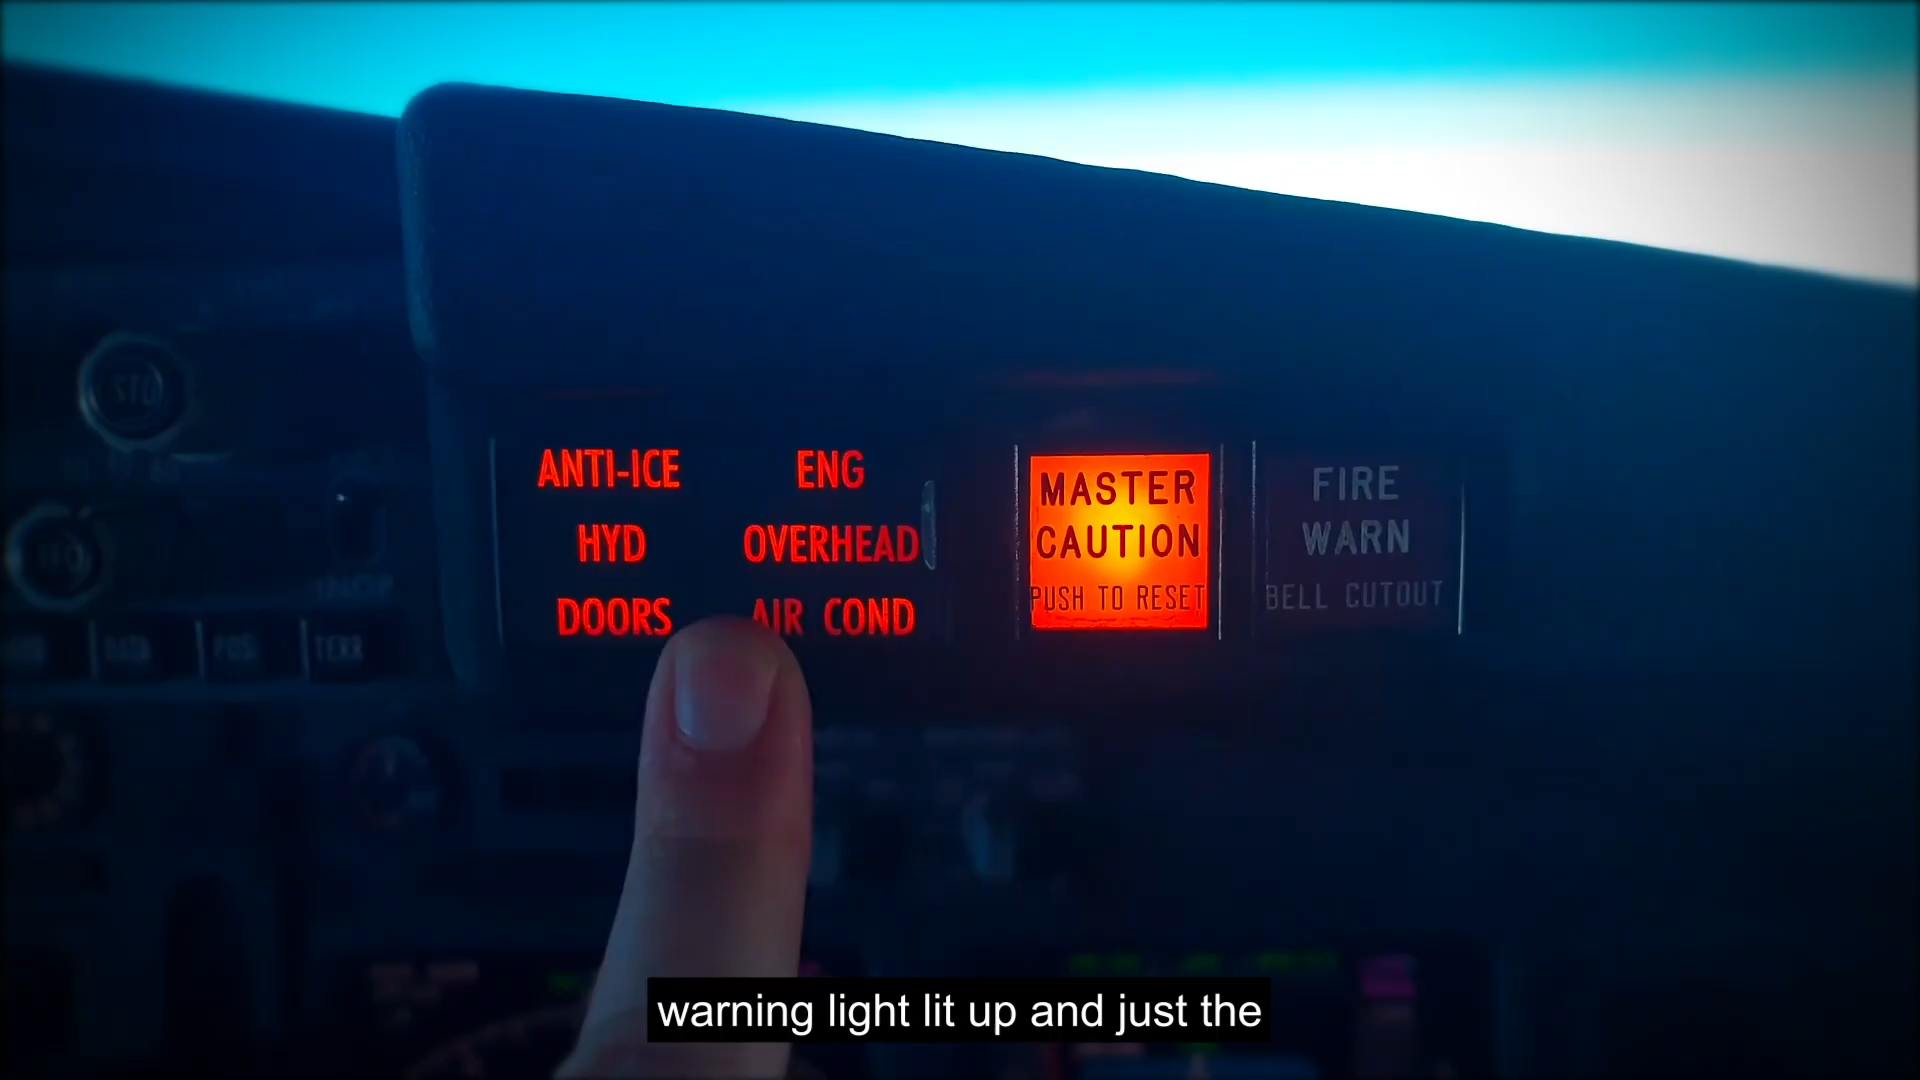 ANTI-ICE ENG
HYD OVERHEAD
DOORS AIR COND
MASTER
CAUTION
PUSH TO RESET
FIRE
WARN
BELL CUTOUT
TERR
warning light lit up and just the